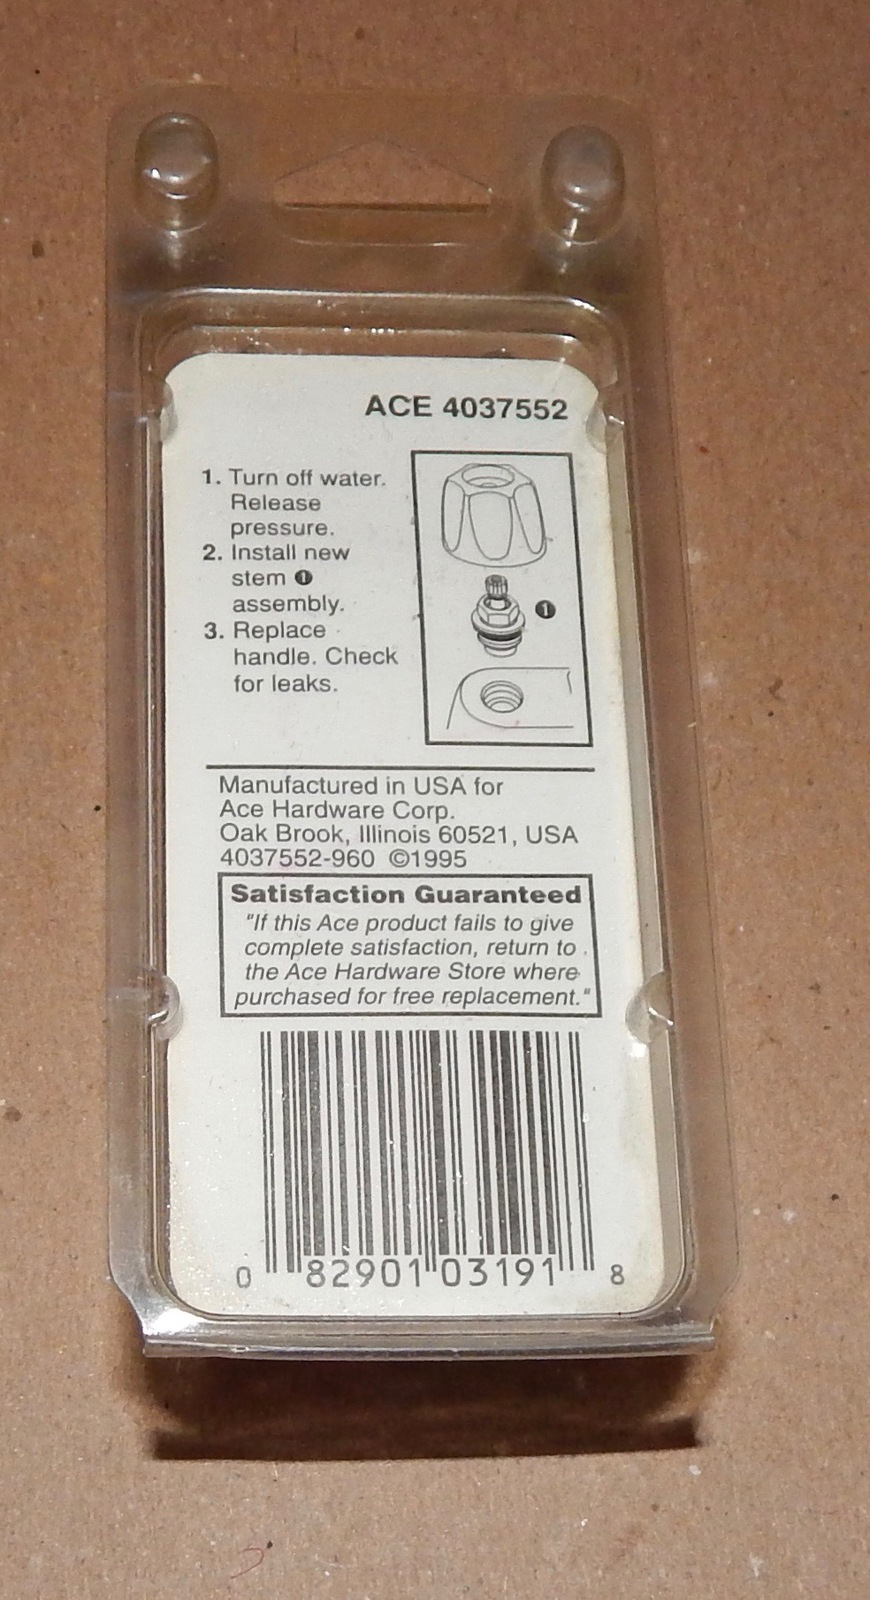 ACE 4037552
1. Turn off water.
Release
pressure.
2. Install new
stem ❶
assembly.
3. Replace
handle. Check
for leaks.
❶
Manufactured in USA for
Ace Hardware Corp.
Oak Brook, Illinois 60521, USA
4037552-960 ©1995
Satisfaction Guaranteed
"If this Ace product fails to give
complete satisfaction, return to
the Ace Hardware Store where
purchased for free replacement."
0 82901 03191 8